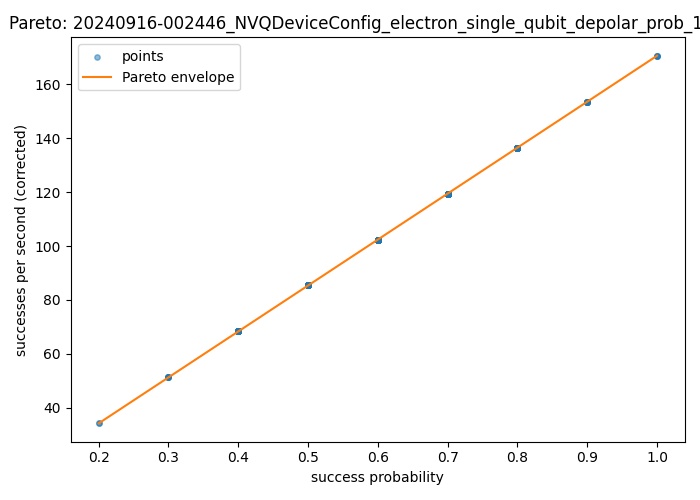 Pareto: 20240916-002446_NVQDeviceConfig_electron_single_qubit_depolar_prob_1
points
Pareto envelope
successes per second (corrected)
160
140
120
100
80
60
40
0.2 0.3 0.4 0.5 0.6 0.7 0.8 0.9 1.0
success probability